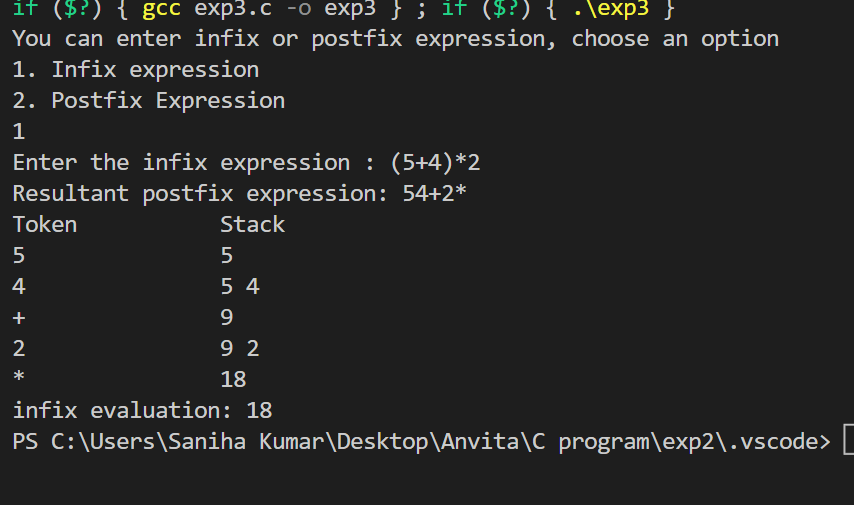 if ($?) { gcc exp3.c -o exp3 } ; if ($?) { .\exp3 }
You can enter infix or postfix expression, choose an option
1. Infix expression
2. Postfix Expression
1
Enter the infix expression : (5+4)*2
Resultant postfix expression: 54+2*
Token           Stack
5               5
4               5 4
+               9
2               9 2
*               18
infix evaluation: 18
PS C:\Users\Saniha Kumar\Desktop\Anvita\C program\exp2\.vscode>